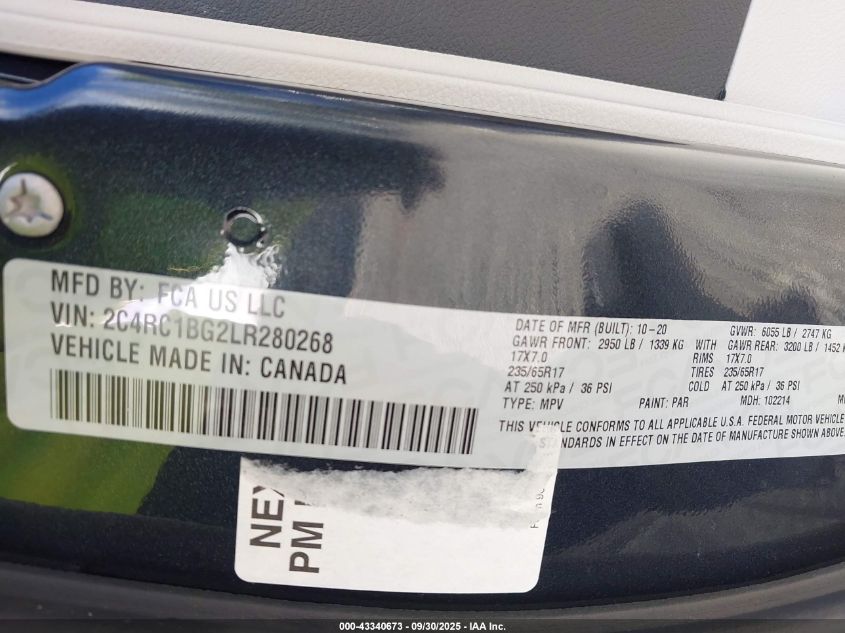 MFD BY: FCA US LLC
VIN: 2C4RC1BG2LR280268
VEHICLE MADE IN: CANADA
DATE OF MFR (BUILT): 10-20 GVWR: 6055 LB / 2747 KG
GAWR FRONT: 2950 LB / 1339 KG WITH GAWR REAR: 3200 LB / 1452
17X7.0 RIMS 17X7.0
235/65R17 TIRES 235/65R17
AT 250 kPa / 36 PSI COLD AT 250 kPa / 36 PSI
TYPE: MPV PAINT: PAR MDH: 102214
THIS VEHICLE CONFORMS TO ALL APPLICABLE U.S.A. FEDERAL MOTOR VEHICLE
STANDARDS IN EFFECT ON THE DATE OF MANUFACTURE SHOWN ABOVE.
NEX
PM
000-43340673 - 09/30/2025 - IAA Inc.